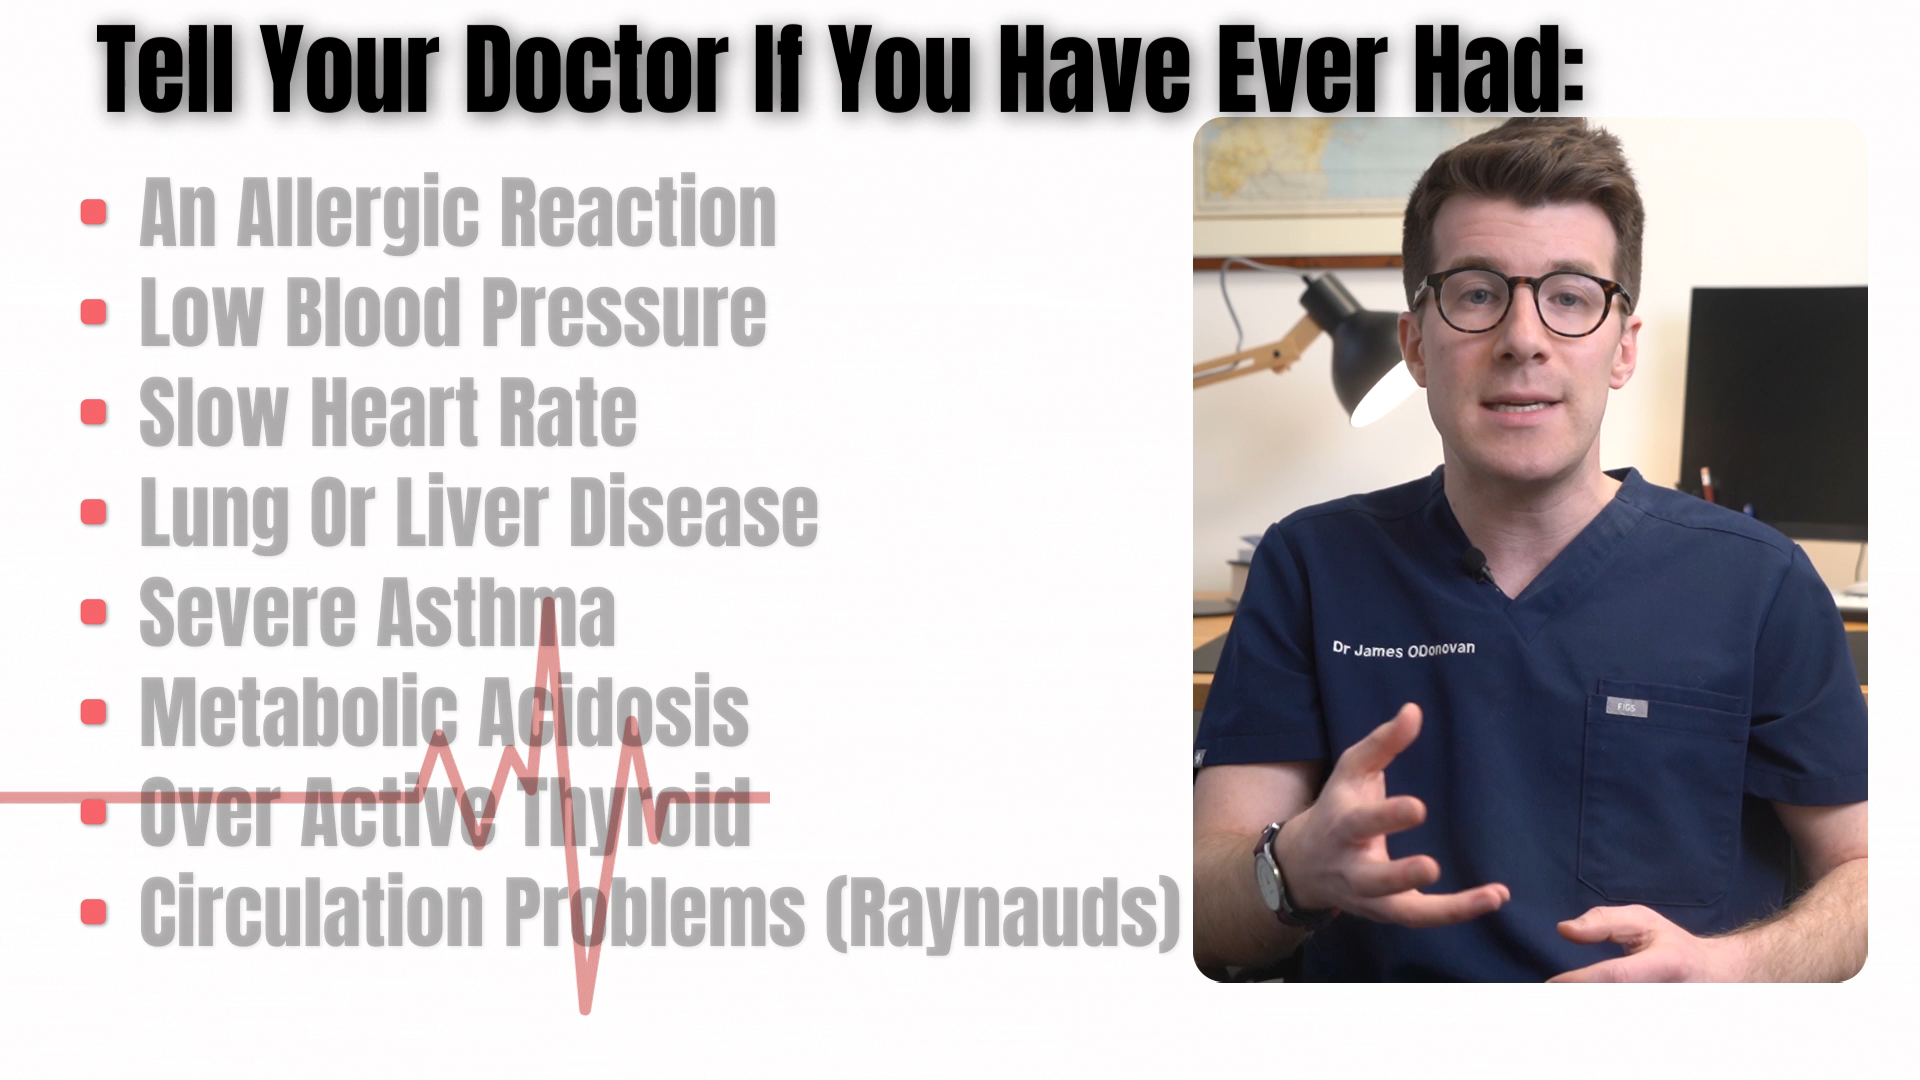 Tell Your Doctor If You Have Ever Had:
An Allergic Reaction
Low Blood Pressure
Slow Heart Rate
Lung Or Liver Disease
Severe Asthma
Metabolic Acidosis
Over Active Thyroid
Circulation Problems (Raynauds)
Dr James ODonovan
FIGS